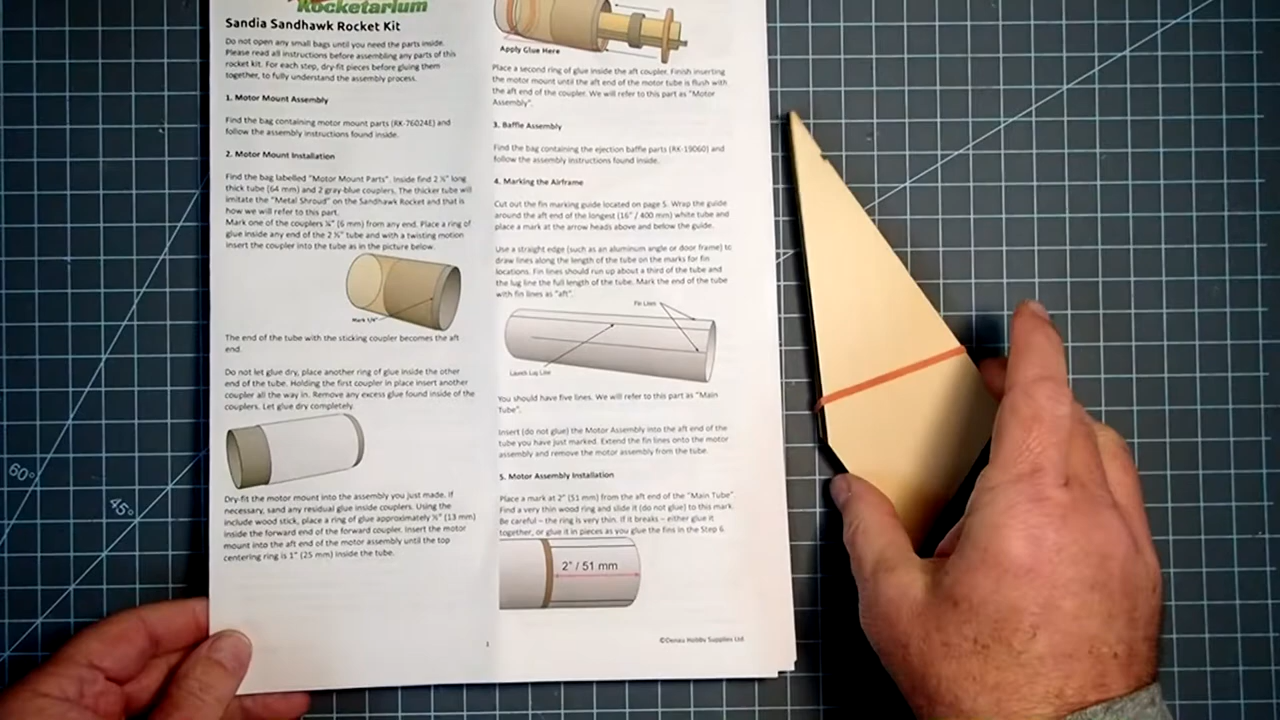 Rocketarium
Sandia Sandhawk Rocket Kit
Do not open any small bags until you need the parts inside.
Please read all instructions before assembling any parts of this
rocket kit. For each step, dry-fit pieces before gluing them
together, to fully understand the assembly process.
1. Motor Mount Assembly
Find the bag containing motor mount parts (RK-76024E) and
follow the assembly instructions found inside.
2. Motor Mount Installation
Find the bag labelled "Motor Mount Parts". Inside find 2 ½" long
thick tube (64 mm) and 2 gray-blue couplers. The thicker tube will
imitate the "Metal Shroud" on the Sandhawk Rocket and that is
how we will refer to this part.
Mark one of the couplers ¼" (6 mm) from any end. Place a ring of
glue inside any end of the 2 ½" tube and with a twisting motion
insert the coupler into the tube as in the picture below.
Mark 1/4"
The end of the tube with the sticking coupler becomes the aft
end.
Do not let glue dry, place another ring of glue inside the other
end of the tube. Holding the first coupler in place insert another
coupler all the way in. Remove any excess glue found inside of the
couplers. Let glue dry completely.
Dry-fit the motor mount into the assembly you just made. If
necessary, sand any residual glue inside couplers. Using the
include wood stick, place a ring of glue approximately ½" (13 mm)
inside the forward end of the forward coupler. Insert the motor
mount into the aft end of the motor assembly until the top
centering ring is 1" (25 mm) inside the tube.
Apply Glue Here
Place a second ring of glue inside the aft coupler. Finish inserting
the motor mount until the aft end of the motor tube is flush with
the aft end of the coupler. We will refer to this part as "Motor
Assembly".
3. Baffle Assembly
Find the bag containing the ejection baffle parts (RK-19060) and
follow the assembly instructions found inside.
4. Marking the Airframe
Cut out the fin marking guide located on page 5. Wrap the guide
around the aft end of the longest (16" / 400 mm) white tube and
place a mark at the arrow heads above and below the guide.
Use a straight edge (such as an aluminum angle or door frame) to
draw lines along the length of the tube on the marks for fin
locations. Fin lines should run up about a third of the tube and
the lug line the full length of the tube. Mark the end of the tube
with fin lines as "aft".
Fin Lines
Launch Lug Line
You should have five lines. We will refer to this part as "Main
Tube".
Insert (do not glue) the Motor Assembly into the aft end of the
tube you have just marked. Extend the fin lines onto the motor
assembly and remove the motor assembly from the tube.
5. Motor Assembly Installation
Place a mark at 2" (51 mm) from the aft end of the "Main Tube".
Find a very thin wood ring and slide it (do not glue) to this mark.
Be careful – the ring is very thin. If it breaks – either glue it
together, or glue it in pieces as you glue the fins in the Step 6.
2" / 51 mm
1
©Denex Hobby Supplies Ltd
60°
45°